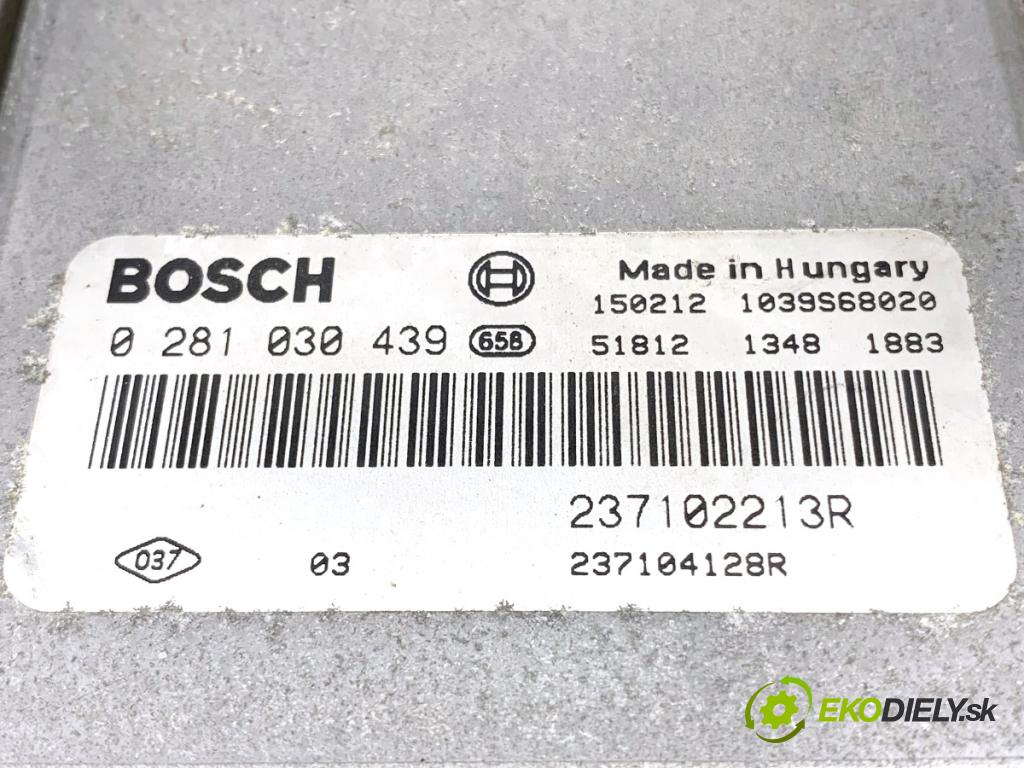 BOSCH
Made in Hungary
150212 1039S68020
0 281 030 439 658
51812 1348 1883
237102213R
037 03 237104128R
EKODIELY.sk